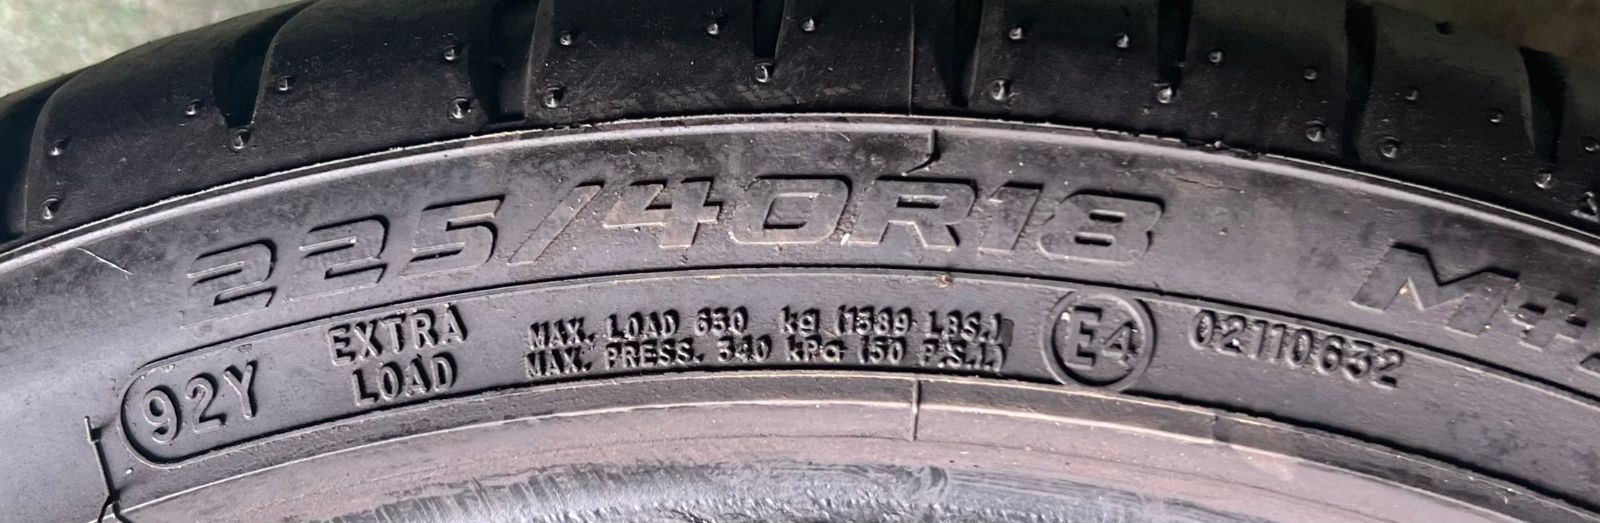 225/40R18
92Y
EXTRA
LOAD
MAX. LOAD 630 kg (1389 LBS.)
MAX. PRESS. 340 kPa (50 P.S.I.)
E4
02110632